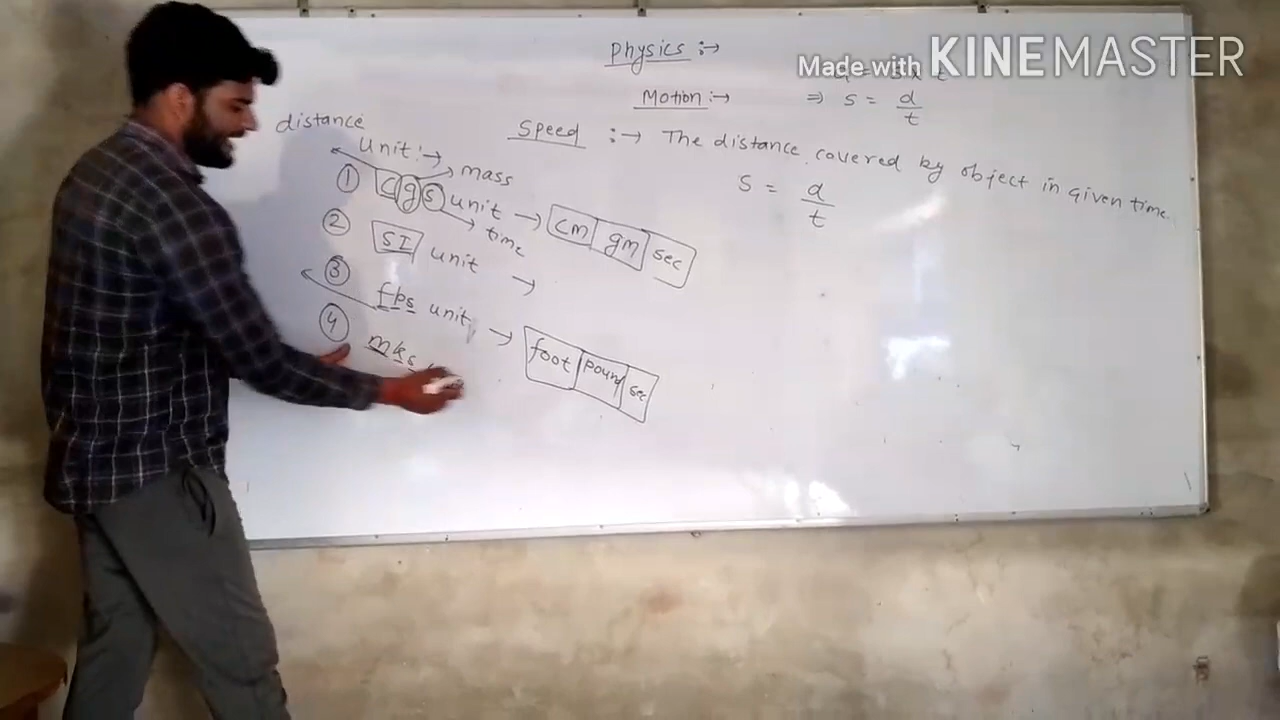 Physics :→
Made with KINEMASTER
Motion :→
⇒ s = d/t
distance
Speed :→ The distance covered by object in given time.
Unit :→
mass
s = d/t
① cgs unit → cm gm sec
time
② SI unit →
③ fps unit → foot pound sec
④ mks